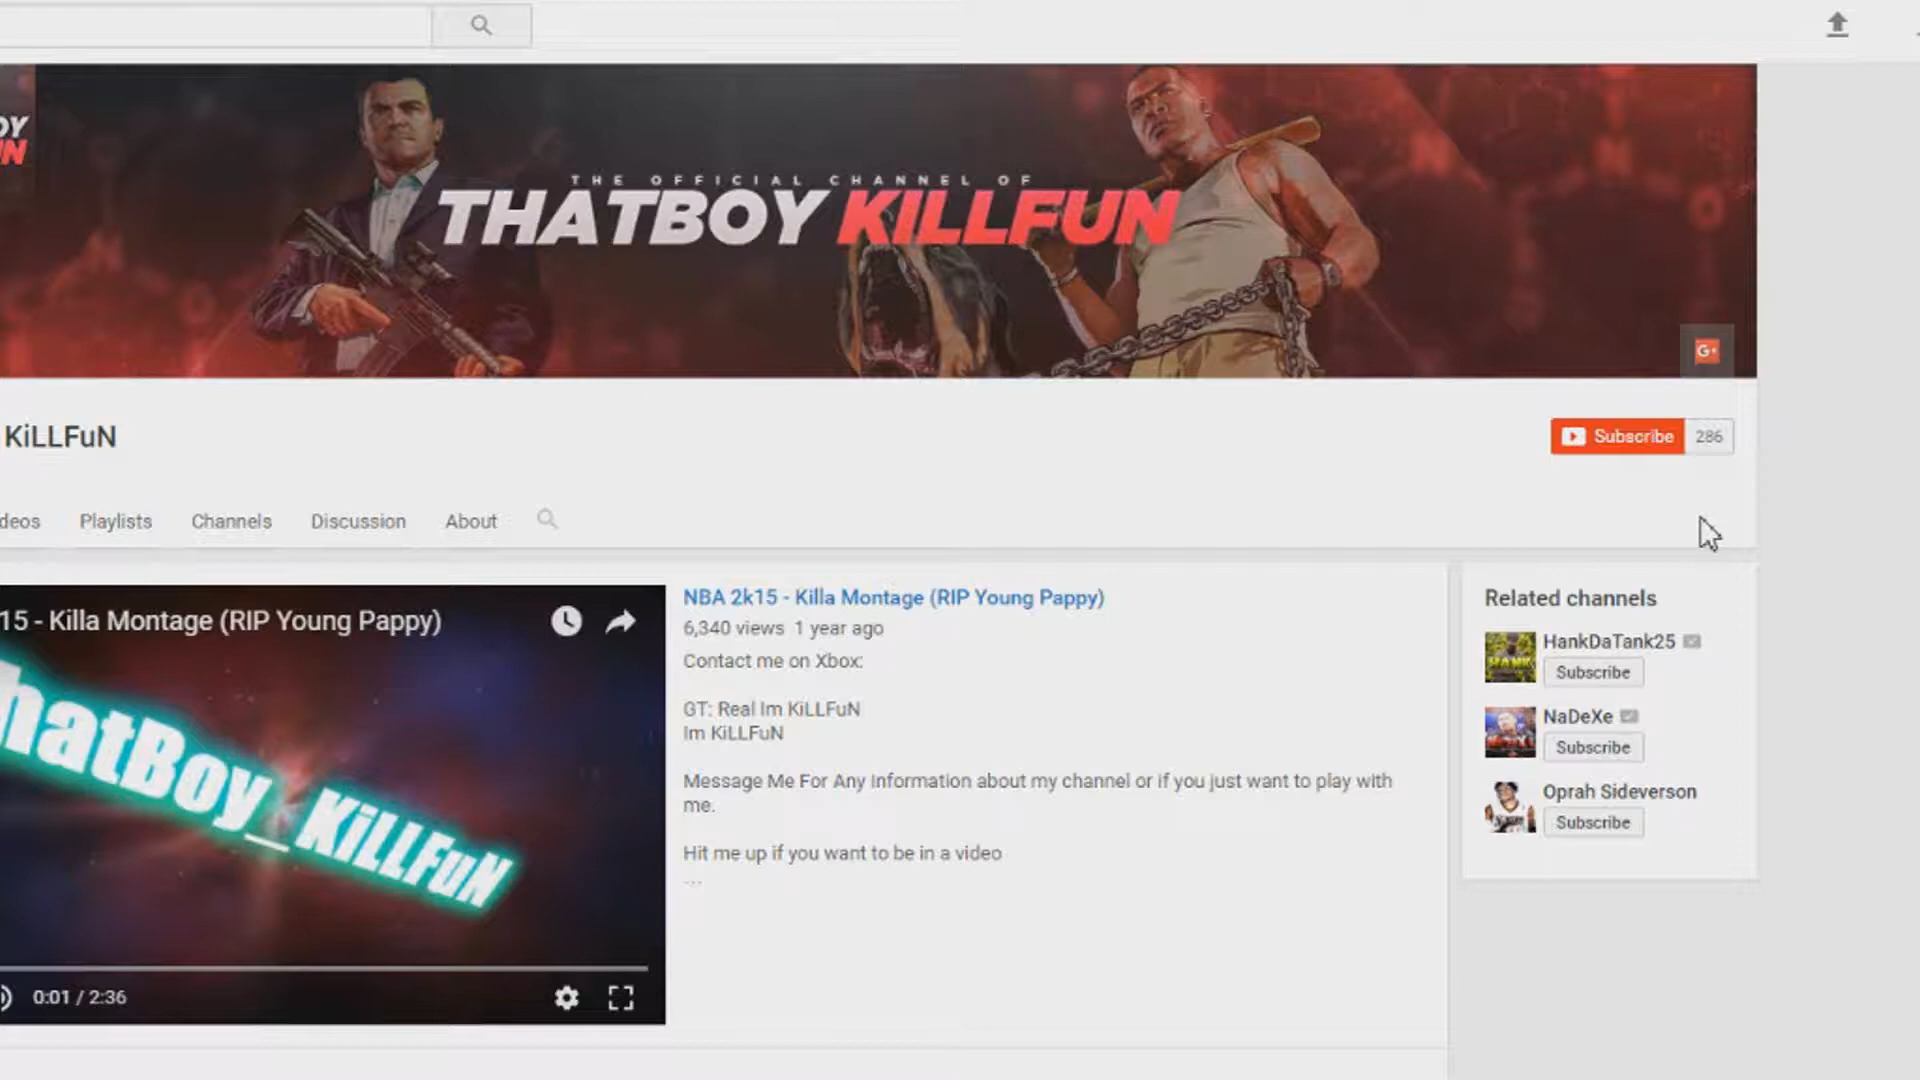 OY
N
THE OFFICIAL CHANNEL OF
THATBOY KILLFUN
G+
KiLLFuN
Subscribe 286
deos Playlists Channels Discussion About
15 - Killa Montage (RIP Young Pappy)
hatBoy_KiLLFuN
0:01 / 2:36
NBA 2k15 - Killa Montage (RIP Young Pappy)
6,340 views 1 year ago
Contact me on Xbox:
GT: Real Im KiLLFuN
Im KiLLFuN
Message Me For Any Information about my channel or if you just want to play with
me.
Hit me up if you want to be in a video
...
Related channels
HankDaTank25
Subscribe
HANK
NaDeXe
Subscribe
Oprah Sideverson
Subscribe